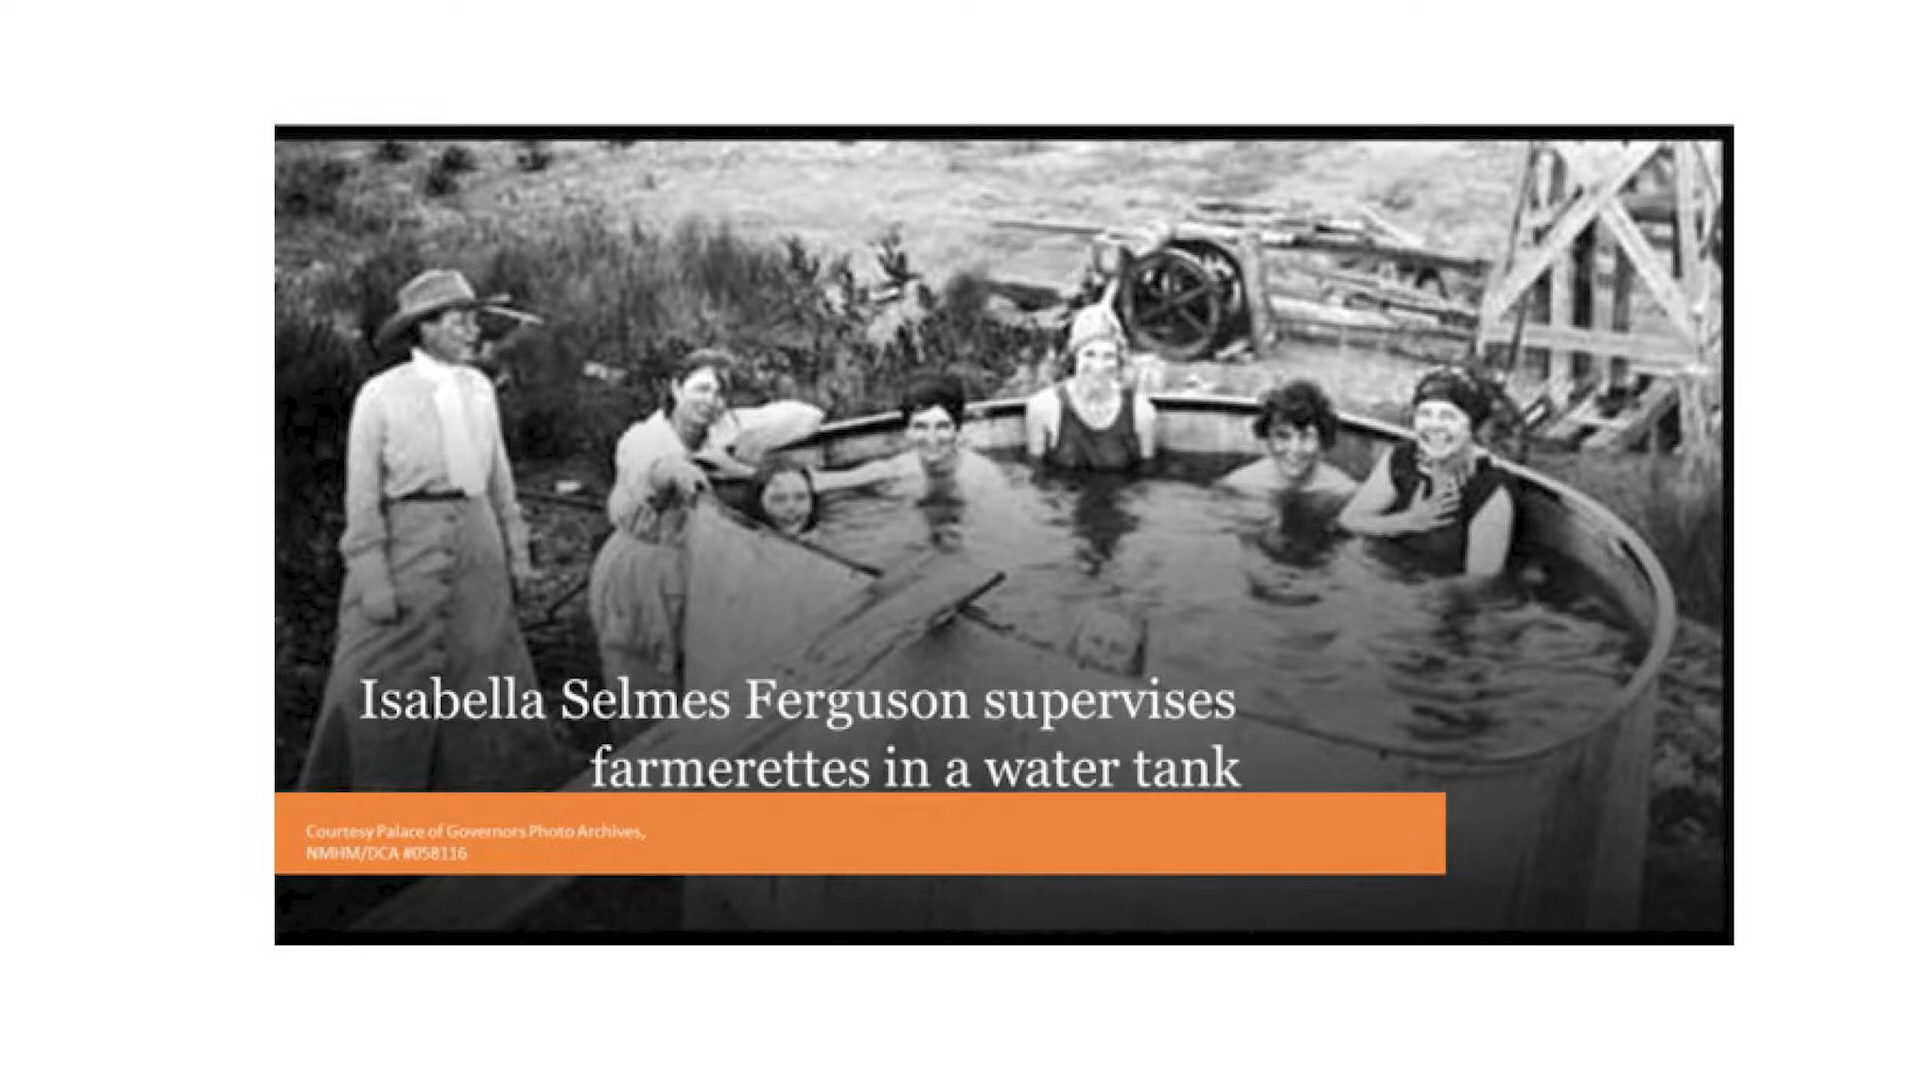 Isabella Selmes Ferguson supervises
farmerettes in a water tank
Courtesy Palace of Governors Photo Archives,
NMHM/DCA #058116